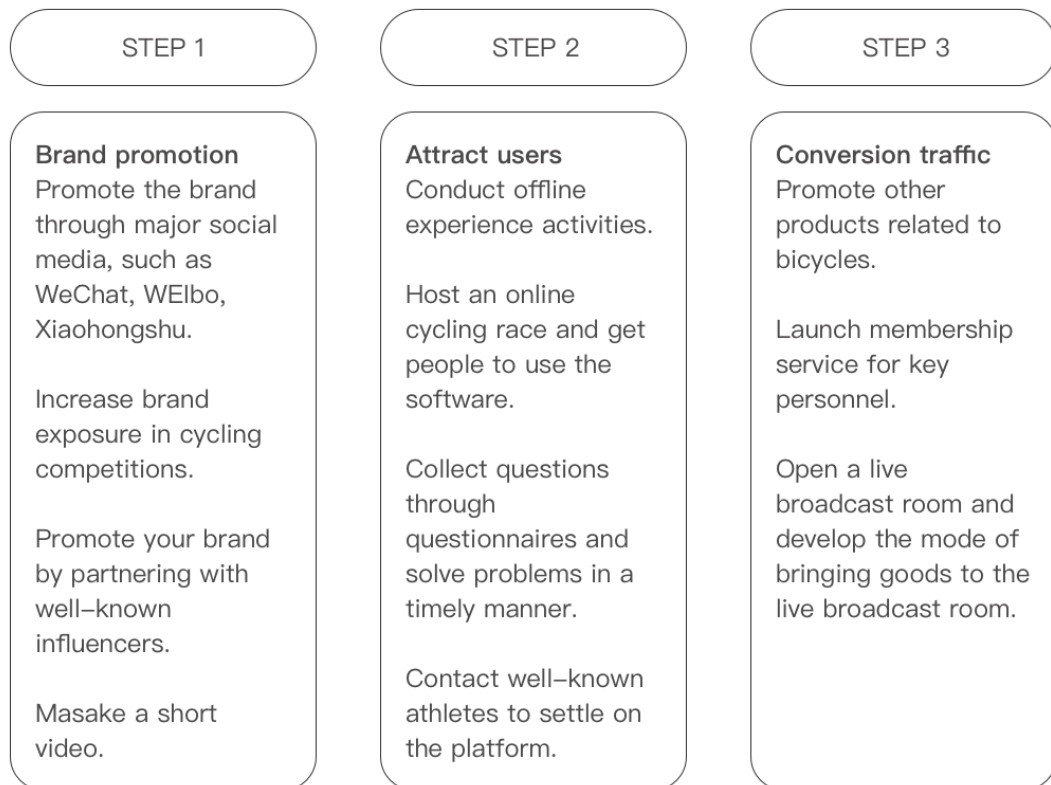 STEP 1
Brand promotion
Promote the brand
through major social
media, such as
WeChat, WEIbo,
Xiaohongshu.
Increase brand
exposure in cycling
competitions.
Promote your brand
by partnering with
well–known
influencers.
Masake a short
video.
STEP 2
Attract users
Conduct offline
experience activities.
Host an online
cycling race and get
people to use the
software.
Collect questions
through
questionnaires and
solve problems in a
timely manner.
Contact well–known
athletes to settle on
the platform.
STEP 3
Conversion traffic
Promote other
products related to
bicycles.
Launch membership
service for key
personnel.
Open a live
broadcast room and
develop the mode of
bringing goods to the
live broadcast room.